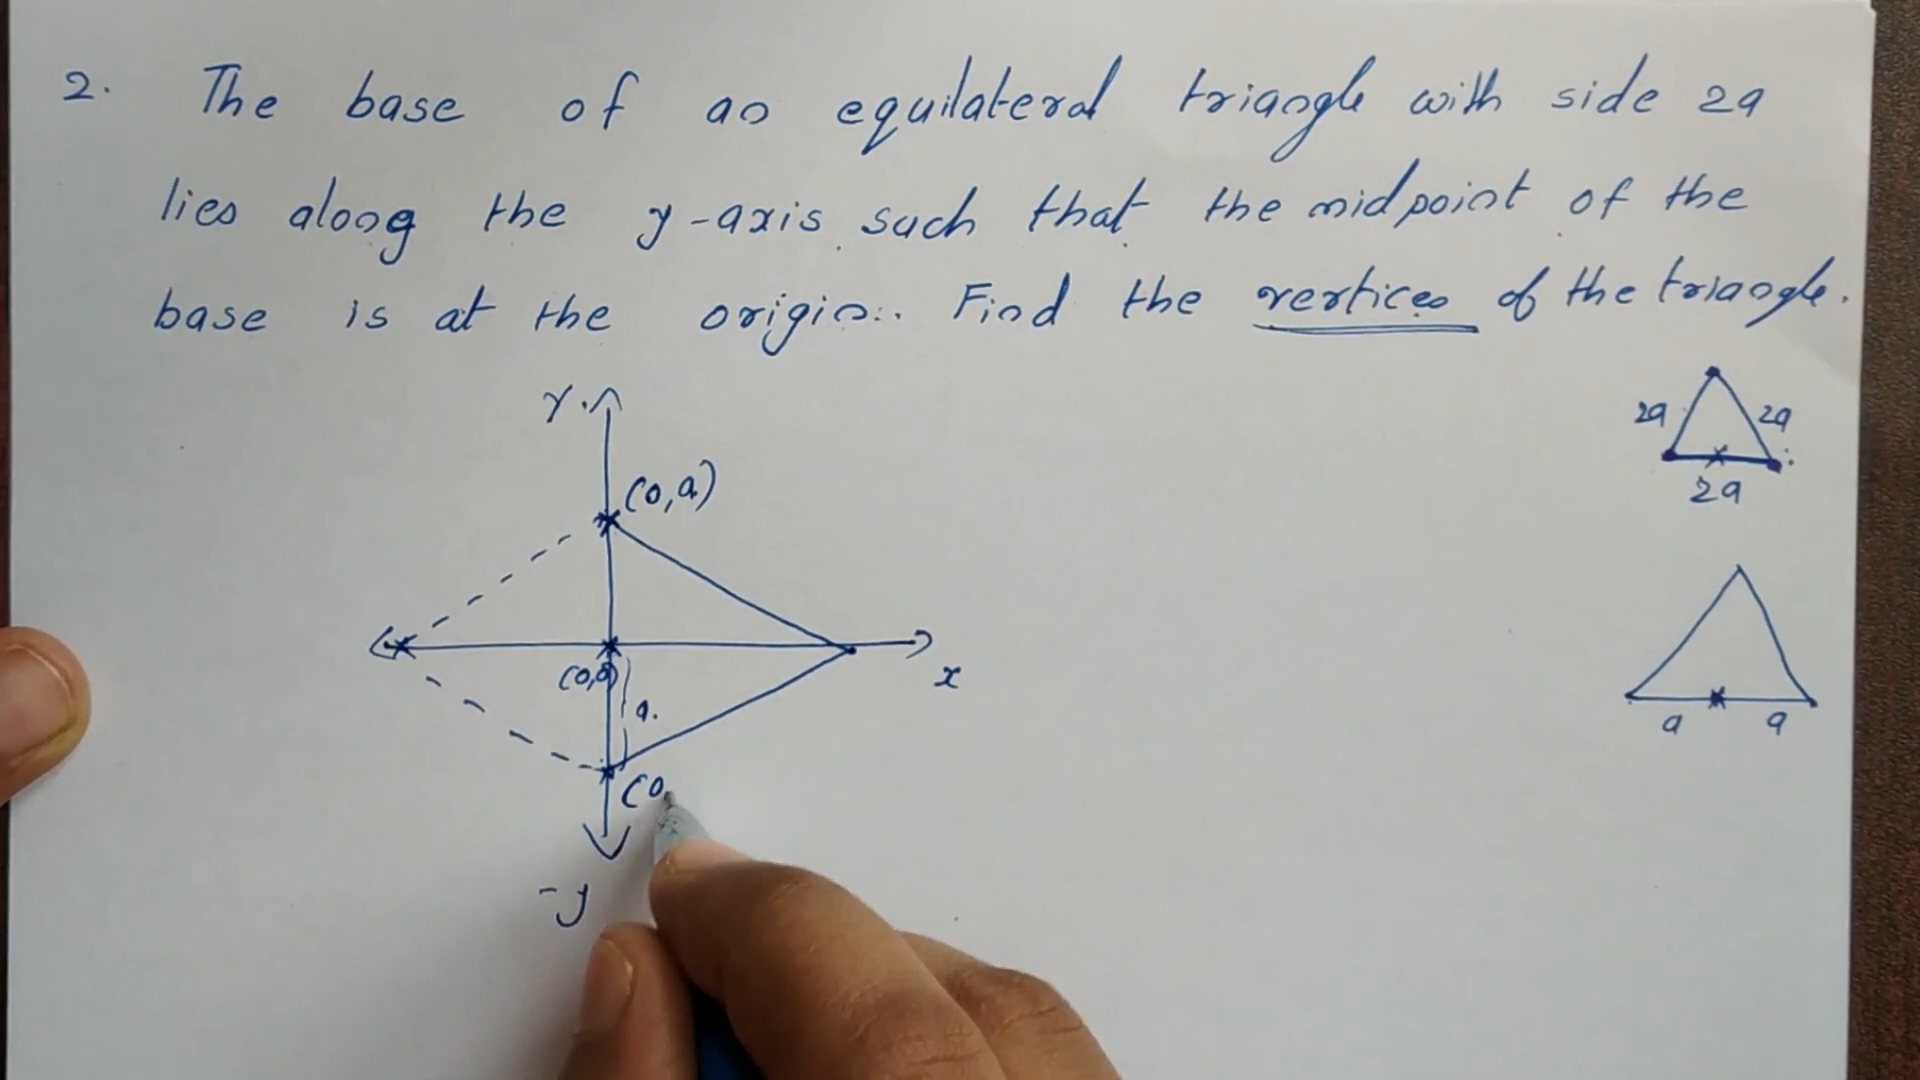 2. The base of an equilateral triangle with side 2a
lies along the y-axis such that the midpoint of the
base is at the origin. Find the vertices of the triangle.
Y
(0,a)
2a 2a
2a
(0,0)
x
a.
a a
(0,
-y